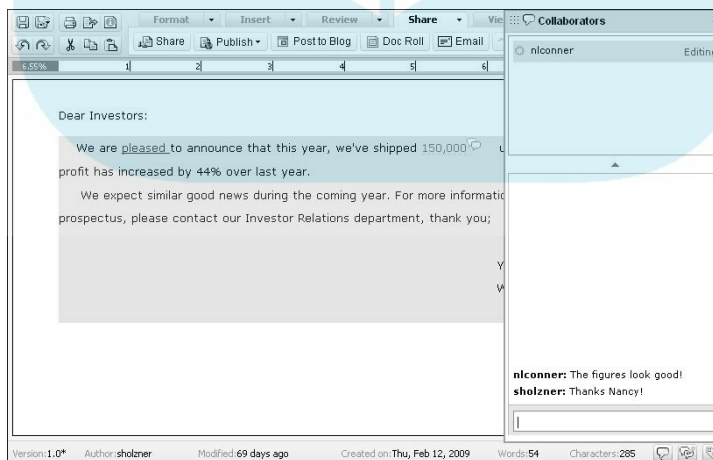 Format Insert Review Share Vie
Collaborators
Share Publish Post to Blog Doc Roll Email
nlconner Editing
6.55% 1 2 3 4 5 6
Dear Investors:
We are pleased to announce that this year, we've shipped 150,000 u
profit has increased by 44% over last year.
We expect similar good news during the coming year. For more informatio
prospectus, please contact our Investor Relations department, thank you;
Y
W
nlconner: The figures look good!
sholzner: Thanks Nancy!
Version:1.0* Author:sholzner Modified:69 days ago Created on:Thu, Feb 12, 2009 Words:54 Characters:285